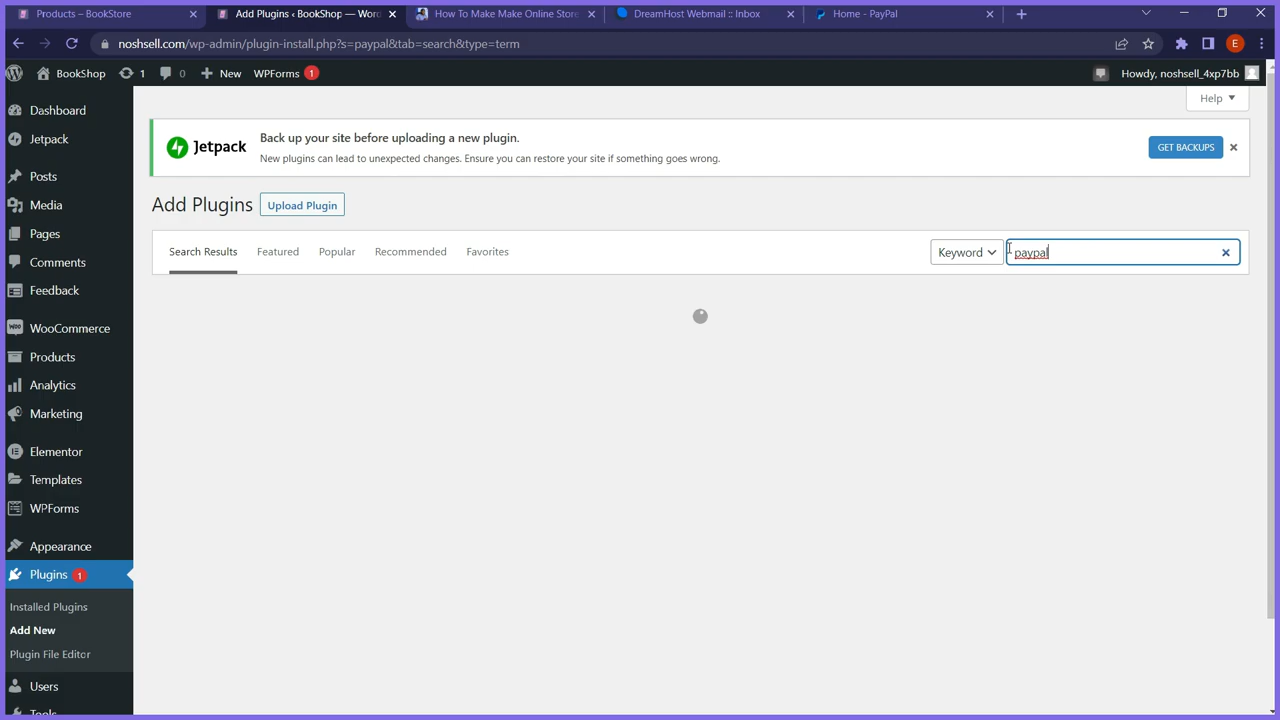 Products – BookStore
Add Plugins ‹ BookShop — Wor
How To Make Make Online Store
DreamHost Webmail :: Inbox
Home - PayPal
noshsell.com/wp-admin/plugin-install.php?s=paypal&tab=search&type=term
E
BookShop
1
0
New
WPForms
1
Howdy, noshsell_4xp7bb
Help
Dashboard
Jetpack
Posts
Media
Pages
Comments
Feedback
WooCommerce
Products
Analytics
Marketing
Elementor
Templates
WPForms
Appearance
Plugins 1
Installed Plugins
Add New
Plugin File Editor
Users
Tools
Jetpack
Back up your site before uploading a new plugin.
New plugins can lead to unexpected changes. Ensure you can restore your site if something goes wrong.
GET BACKUPS
Add Plugins
Upload Plugin
Search Results
Featured
Popular
Recommended
Favorites
Keyword
paypal